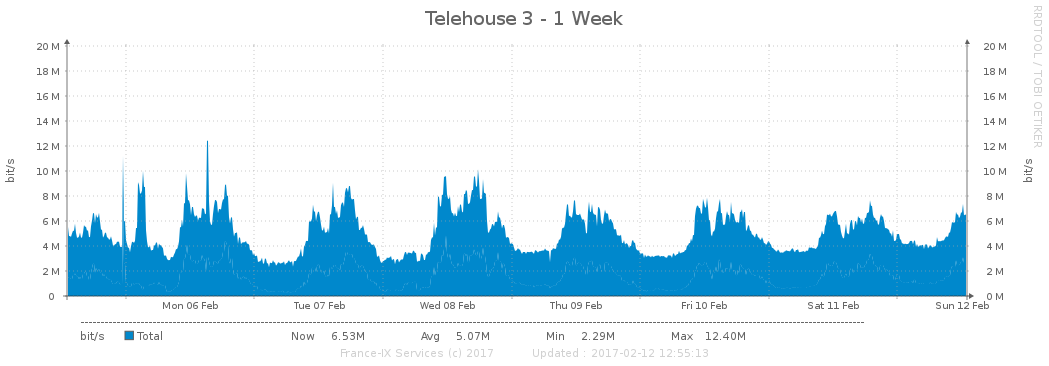 Telehouse 3 - 1 Week
RRDTOOL / TOBI OETIKER
20 M 20 M
18 M 18 M
16 M 16 M
14 M 14 M
12 M 12 M
10 M 10 M
8 M 8 M
6 M 6 M
4 M 4 M
2 M 2 M
0 0 M
bit/s
bit/s
Mon 06 Feb Tue 07 Feb Wed 08 Feb Thu 09 Feb Fri 10 Feb Sat 11 Feb Sun 12 Feb
bit/s Total Now 6.53M Avg 5.07M Min 2.29M Max 12.40M
France-IX Services (c) 2017 Updated : 2017-02-12 12:55:13